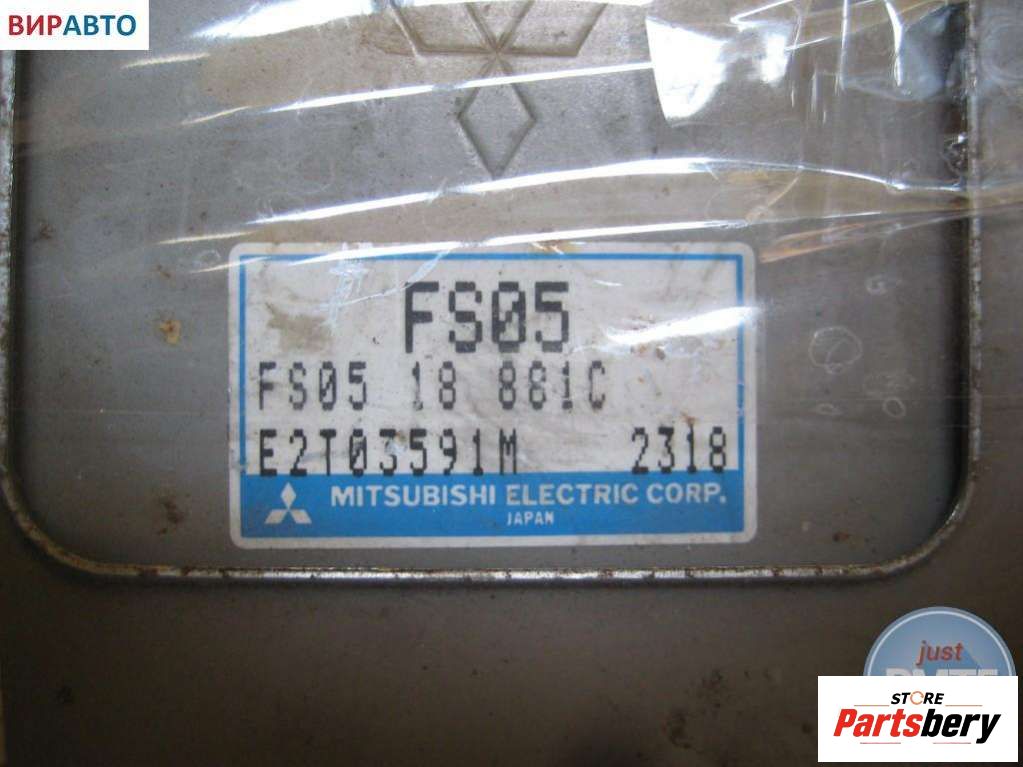 ВИРАВТО
FS05
FS05 18 881C
E2T03591M 2318
MITSUBISHI ELECTRIC CORP.
JAPAN
just
STORE
Partsbery